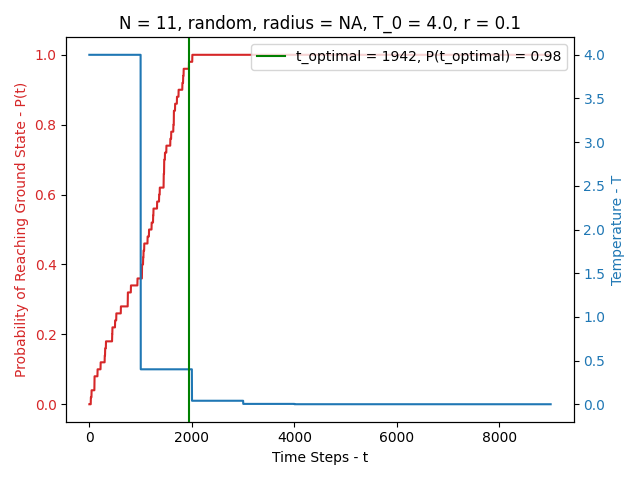 N = 11, random, radius = NA, T_0 = 4.0, r = 0.1
t_optimal = 1942, P(t_optimal) = 0.98
Probability of Reaching Ground State - P(t)
1.0
0.8
0.6
0.4
0.2
0.0
4.0
3.5
3.0
2.5
2.0
1.5
1.0
0.5
0.0
Temperature - T
0 2000 4000 6000 8000
Time Steps - t